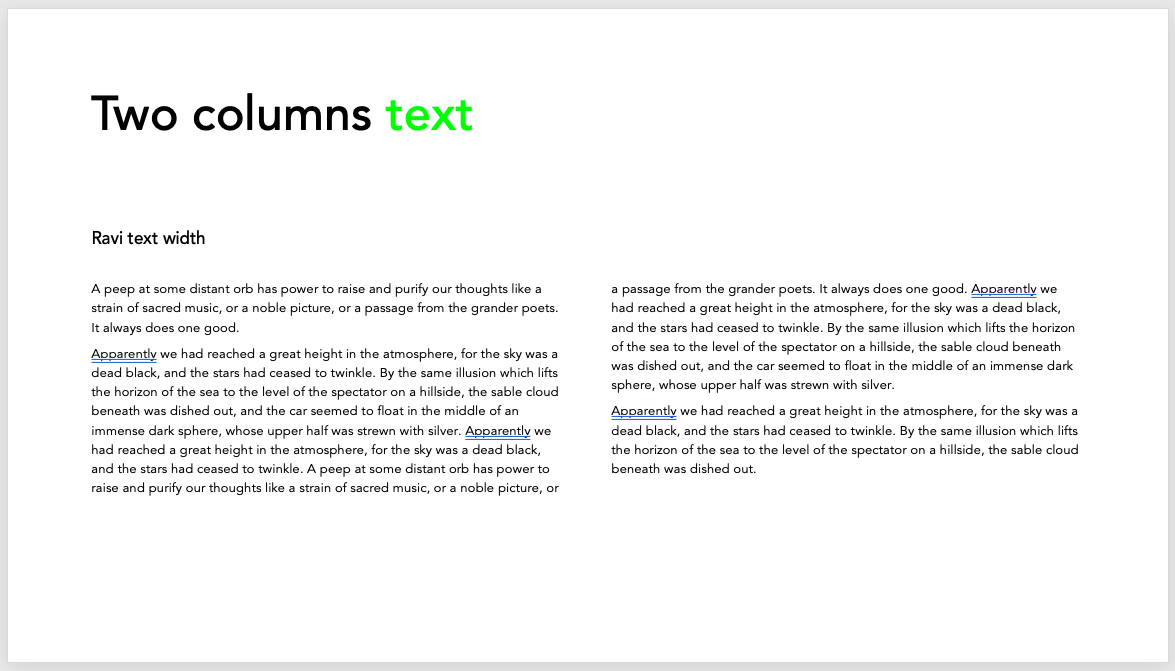 Two columns text
Ravi text width
A peep at some distant orb has power to raise and purify our thoughts like a
strain of sacred music, or a noble picture, or a passage from the grander poets.
It always does one good.
Apparently we had reached a great height in the atmosphere, for the sky was a
dead black, and the stars had ceased to twinkle. By the same illusion which lifts
the horizon of the sea to the level of the spectator on a hillside, the sable cloud
beneath was dished out, and the car seemed to float in the middle of an
immense dark sphere, whose upper half was strewn with silver. Apparently we
had reached a great height in the atmosphere, for the sky was a dead black,
and the stars had ceased to twinkle. A peep at some distant orb has power to
raise and purify our thoughts like a strain of sacred music, or a noble picture, or
a passage from the grander poets. It always does one good. Apparently we
had reached a great height in the atmosphere, for the sky was a dead black,
and the stars had ceased to twinkle. By the same illusion which lifts the horizon
of the sea to the level of the spectator on a hillside, the sable cloud beneath
was dished out, and the car seemed to float in the middle of an immense dark
sphere, whose upper half was strewn with silver.
Apparently we had reached a great height in the atmosphere, for the sky was a
dead black, and the stars had ceased to twinkle. By the same illusion which lifts
the horizon of the sea to the level of the spectator on a hillside, the sable cloud
beneath was dished out.